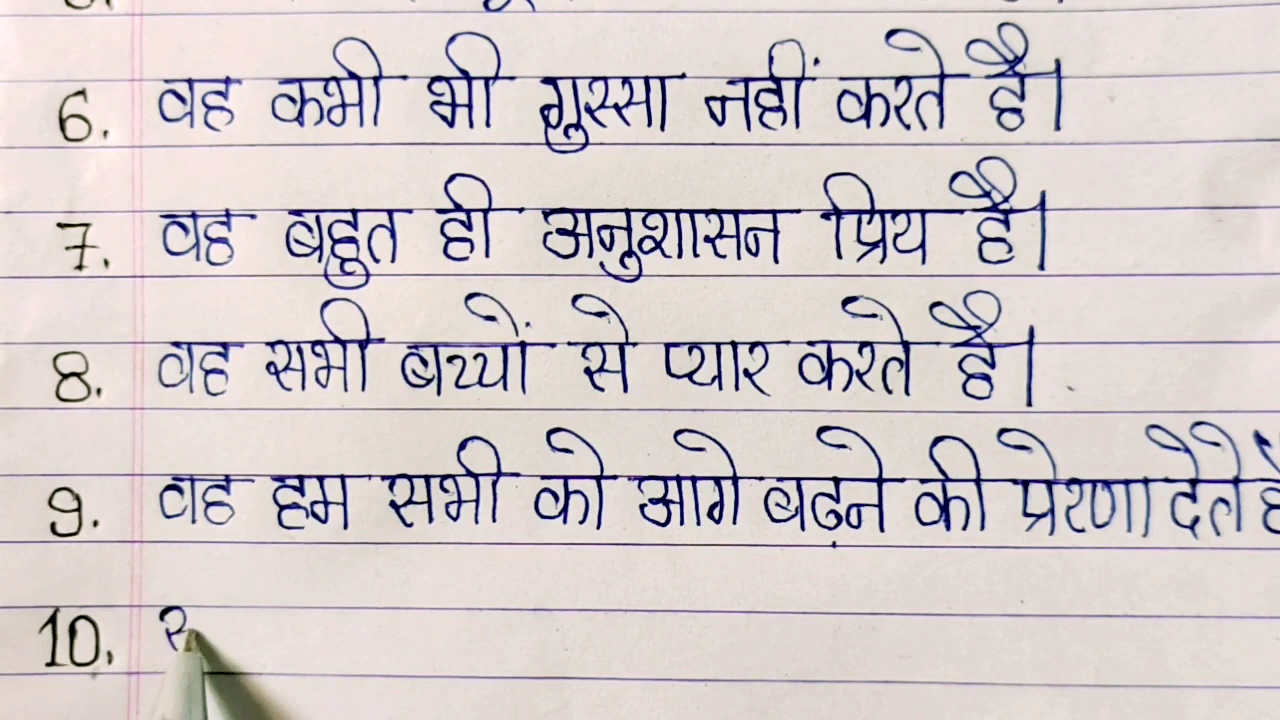 6. वह कभी भी गुस्सा नहीं करते है।
7. वह बहुत ही अनुशासन प्रिय है।
8. वह सभी बच्चों से प्यार करते है।
9. वह हम सभी को आगे बढ़ने की प्रेरणा देते
10.